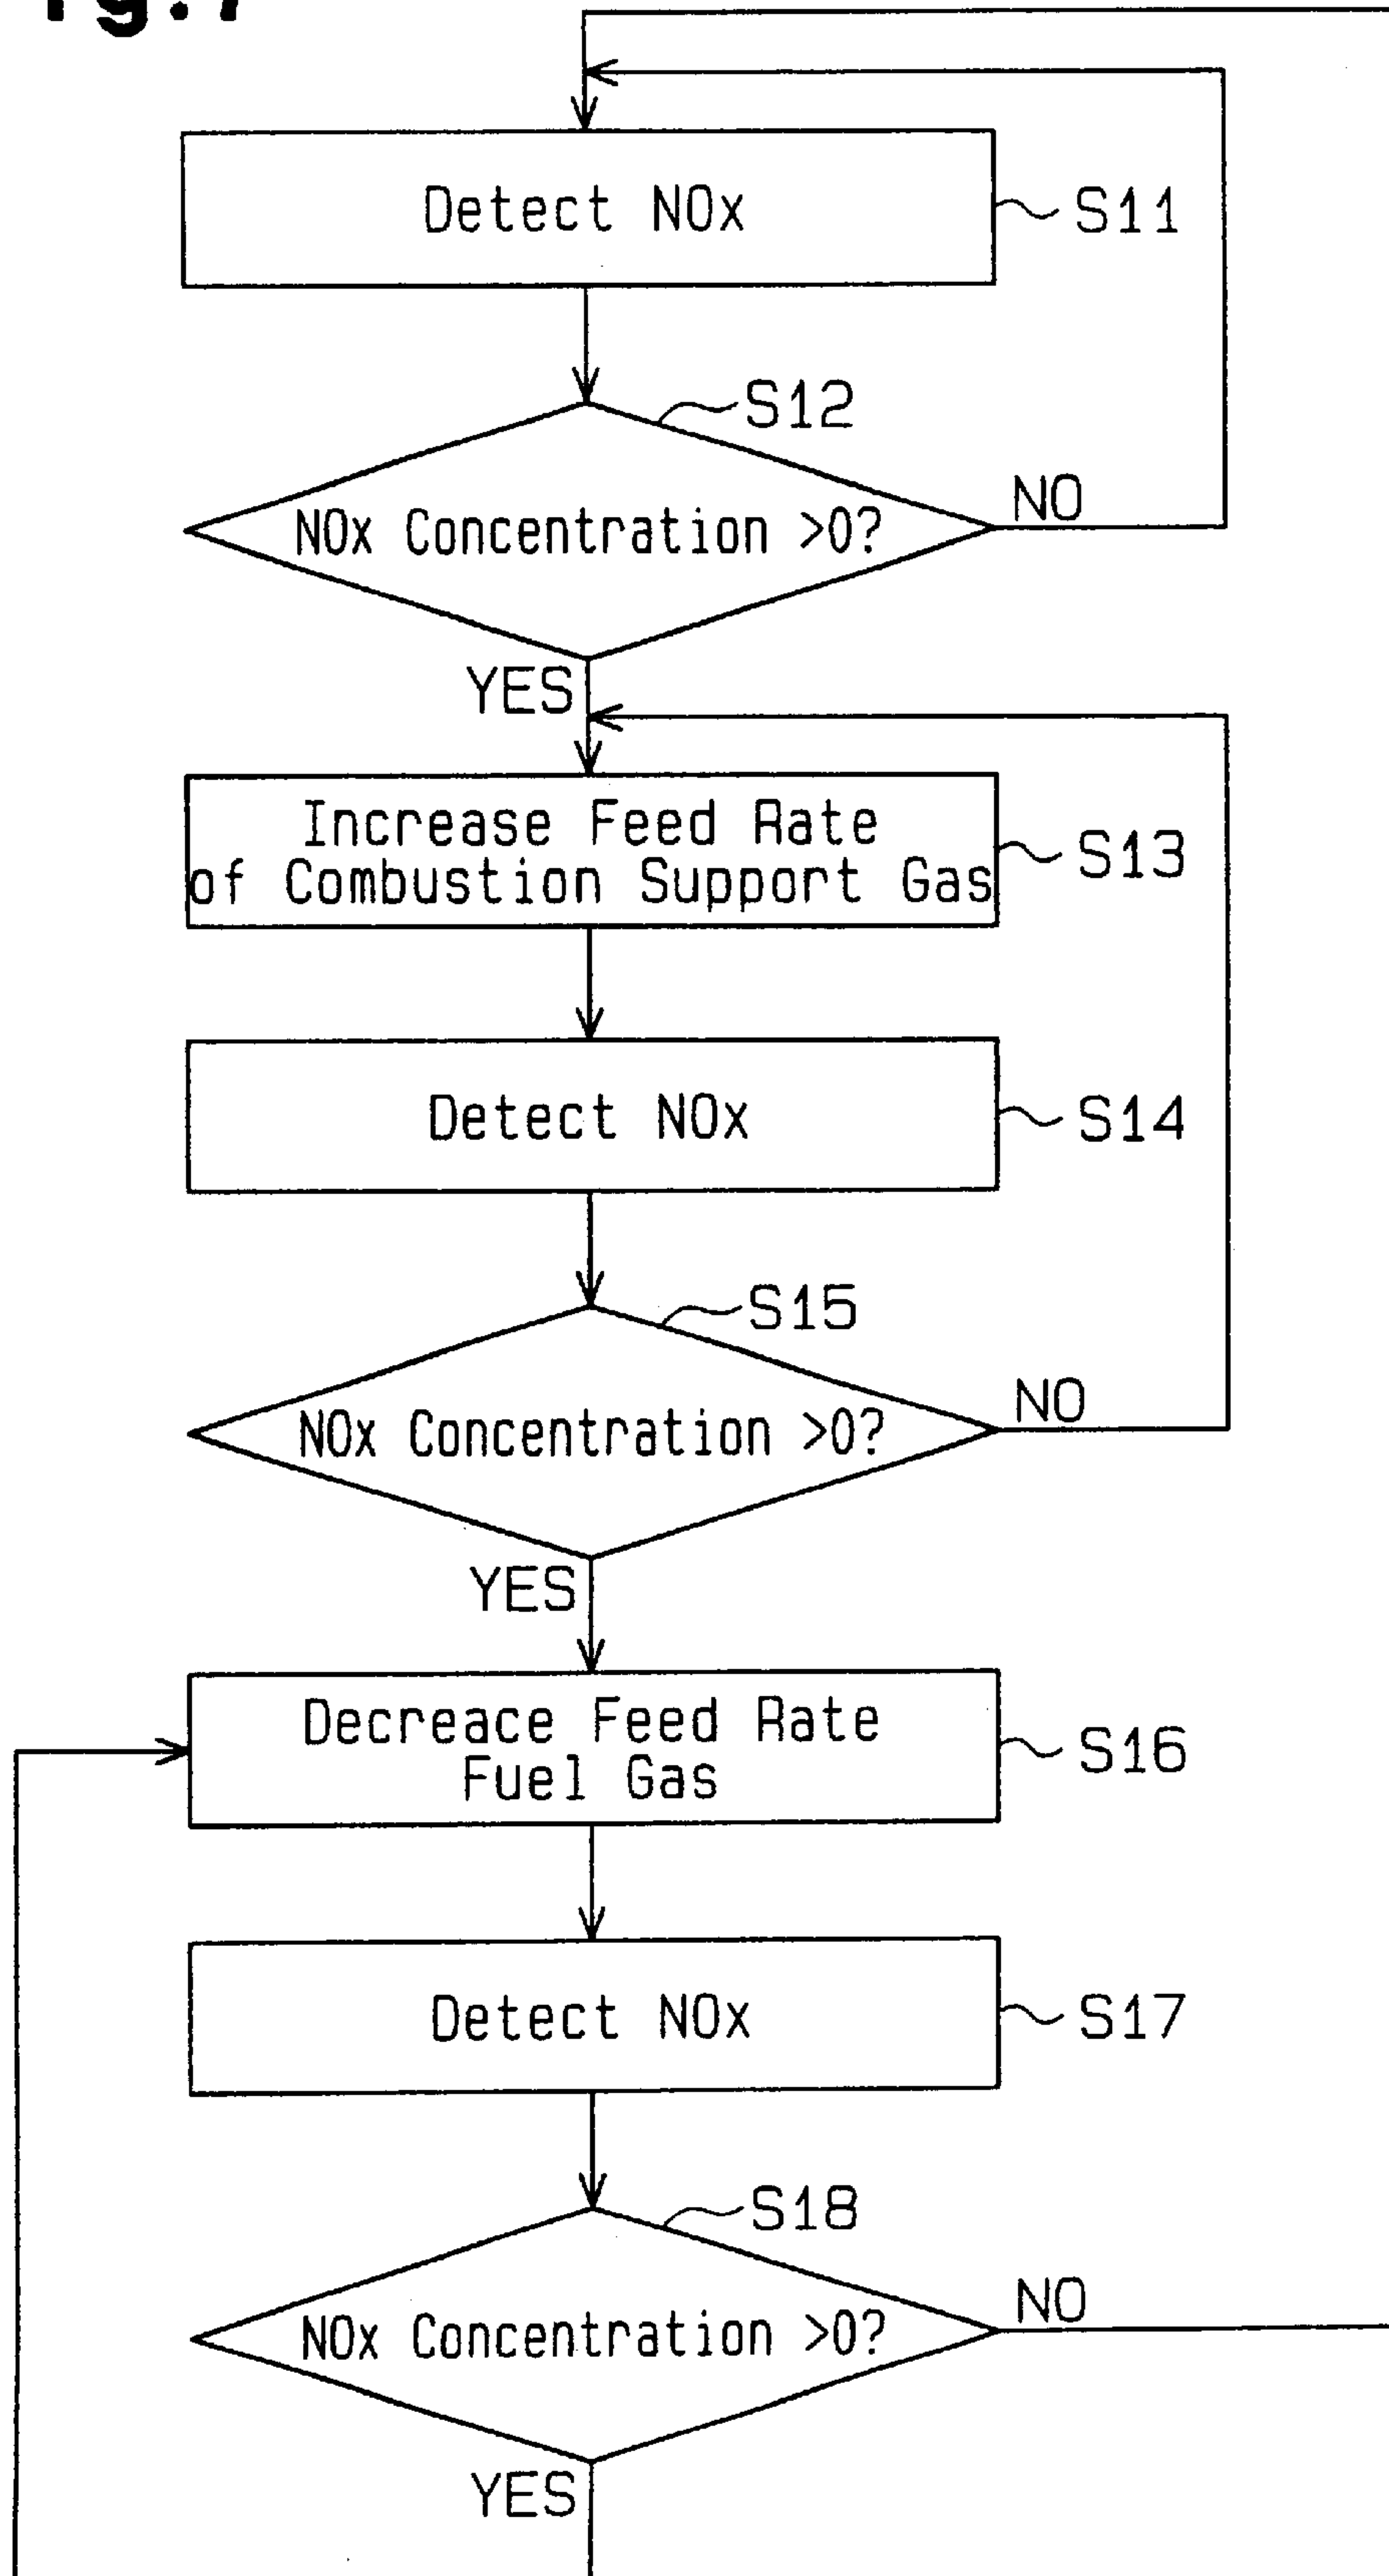 Detect NOx
S11
S12
NOx Concentration >0?
NO
YES
Increase Feed Rate
of Combustion Support Gas
S13
Detect NOx
S14
S15
NOx Concentration >0?
NO
YES
Decreace Feed Rate
Fuel Gas
S16
Detect NOx
S17
S18
NOx Concentration >0?
NO
YES